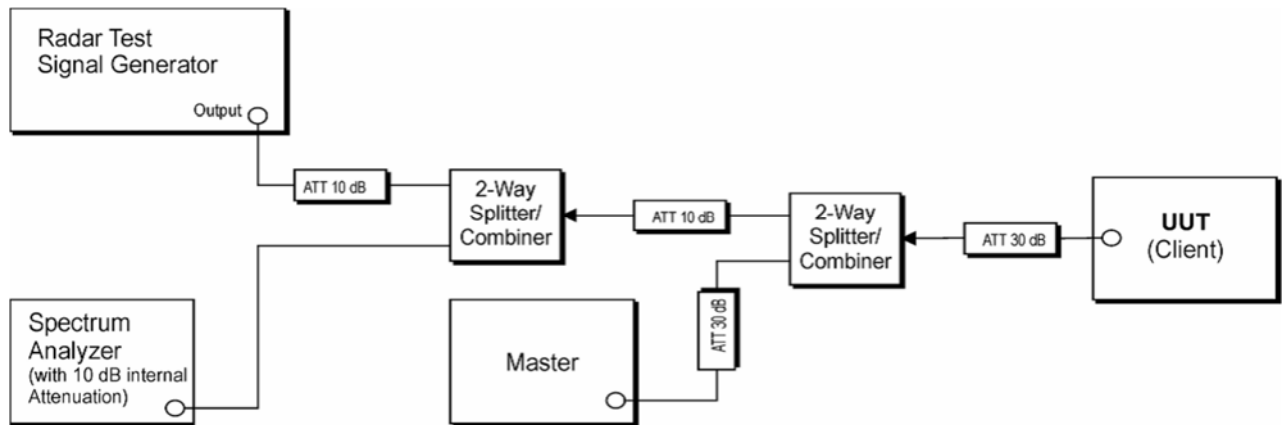 Radar Test
Signal Generator
Output
ATT 10 dB
2-Way
Splitter/
Combiner
ATT 10 dB
2-Way
Splitter/
Combiner
ATT 30 dB
UUT
(Client)
Spectrum
Analyzer
(with 10 dB internal
Attenuation)
Master
ATT 30 dB